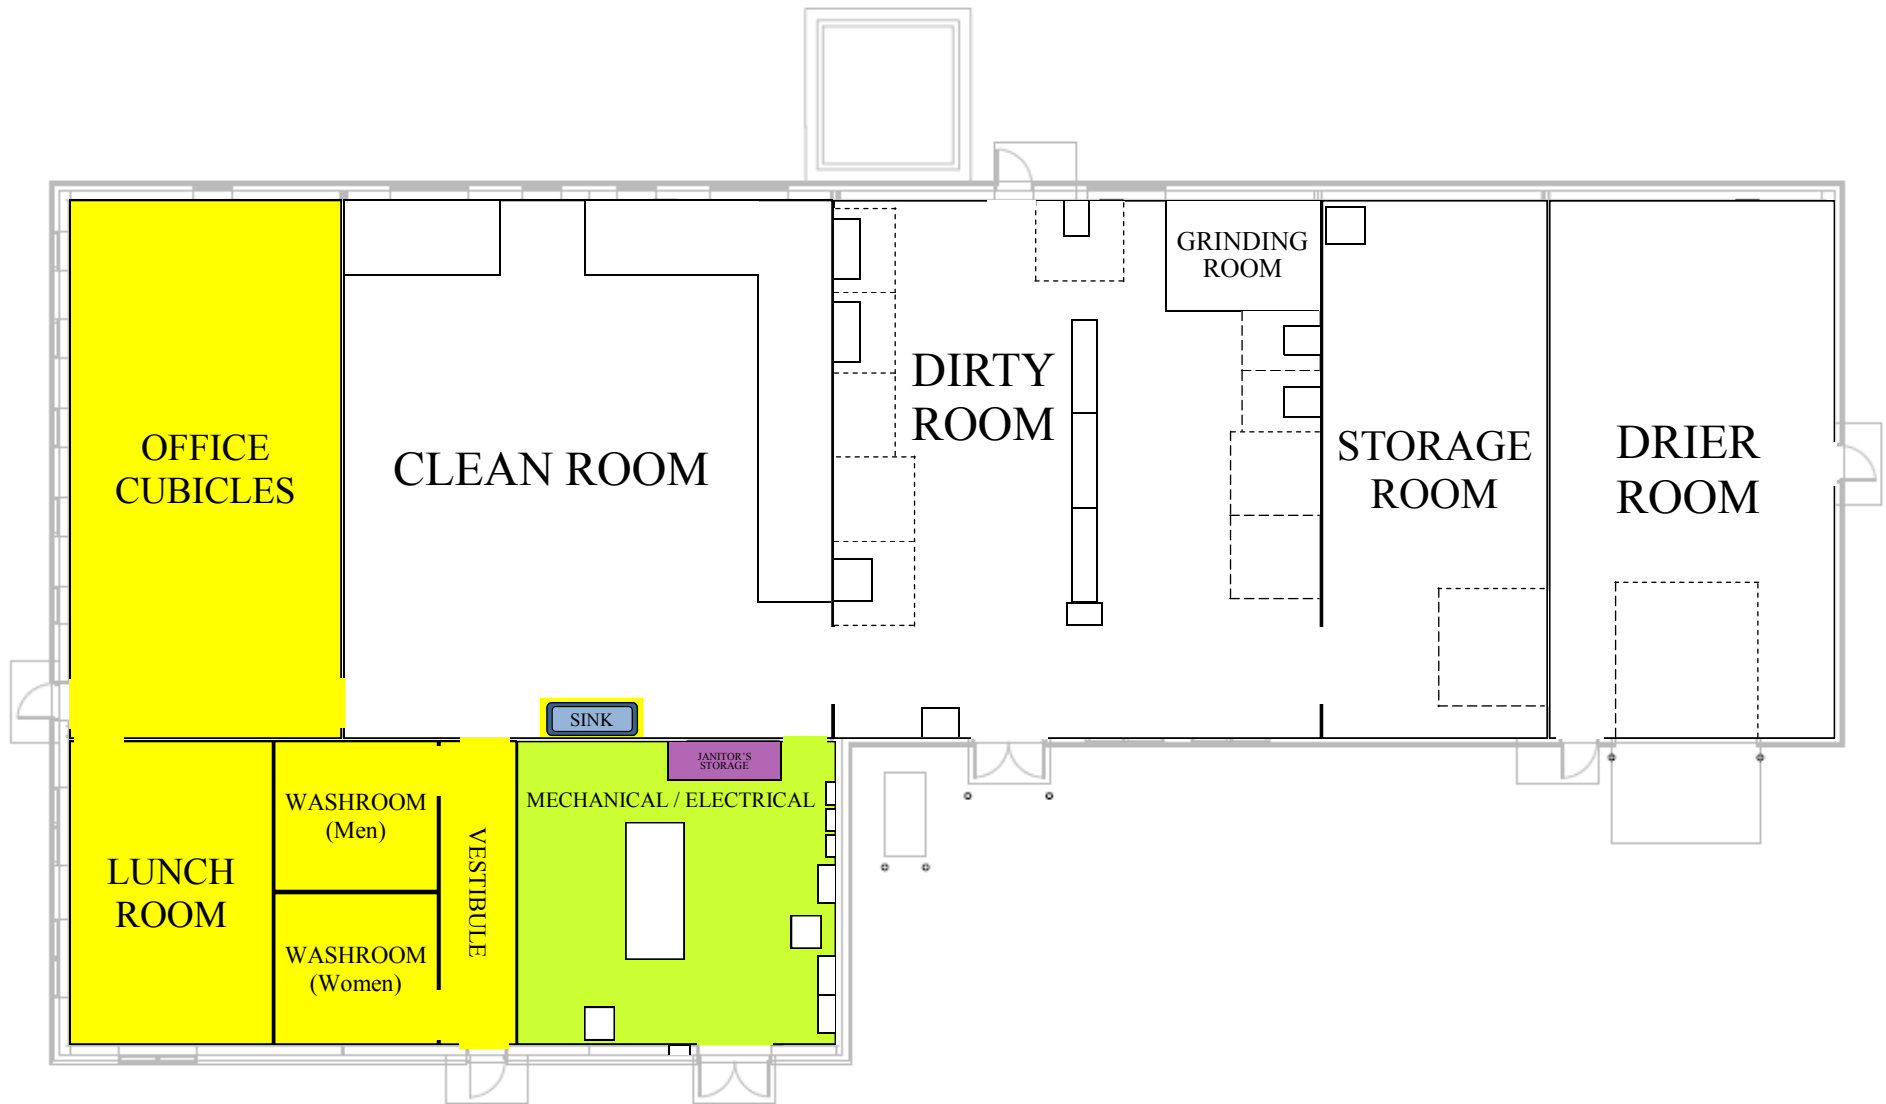 GRINDING
ROOM
DIRTY
ROOM
OFFICE
CUBICLES
CLEAN ROOM
STORAGE
ROOM
DRIER
ROOM
SINK
JANITOR'S
STORAGE
MECHANICAL / ELECTRICAL
WASHROOM
(Men)
VESTIBULE
LUNCH
ROOM
WASHROOM
(Women)